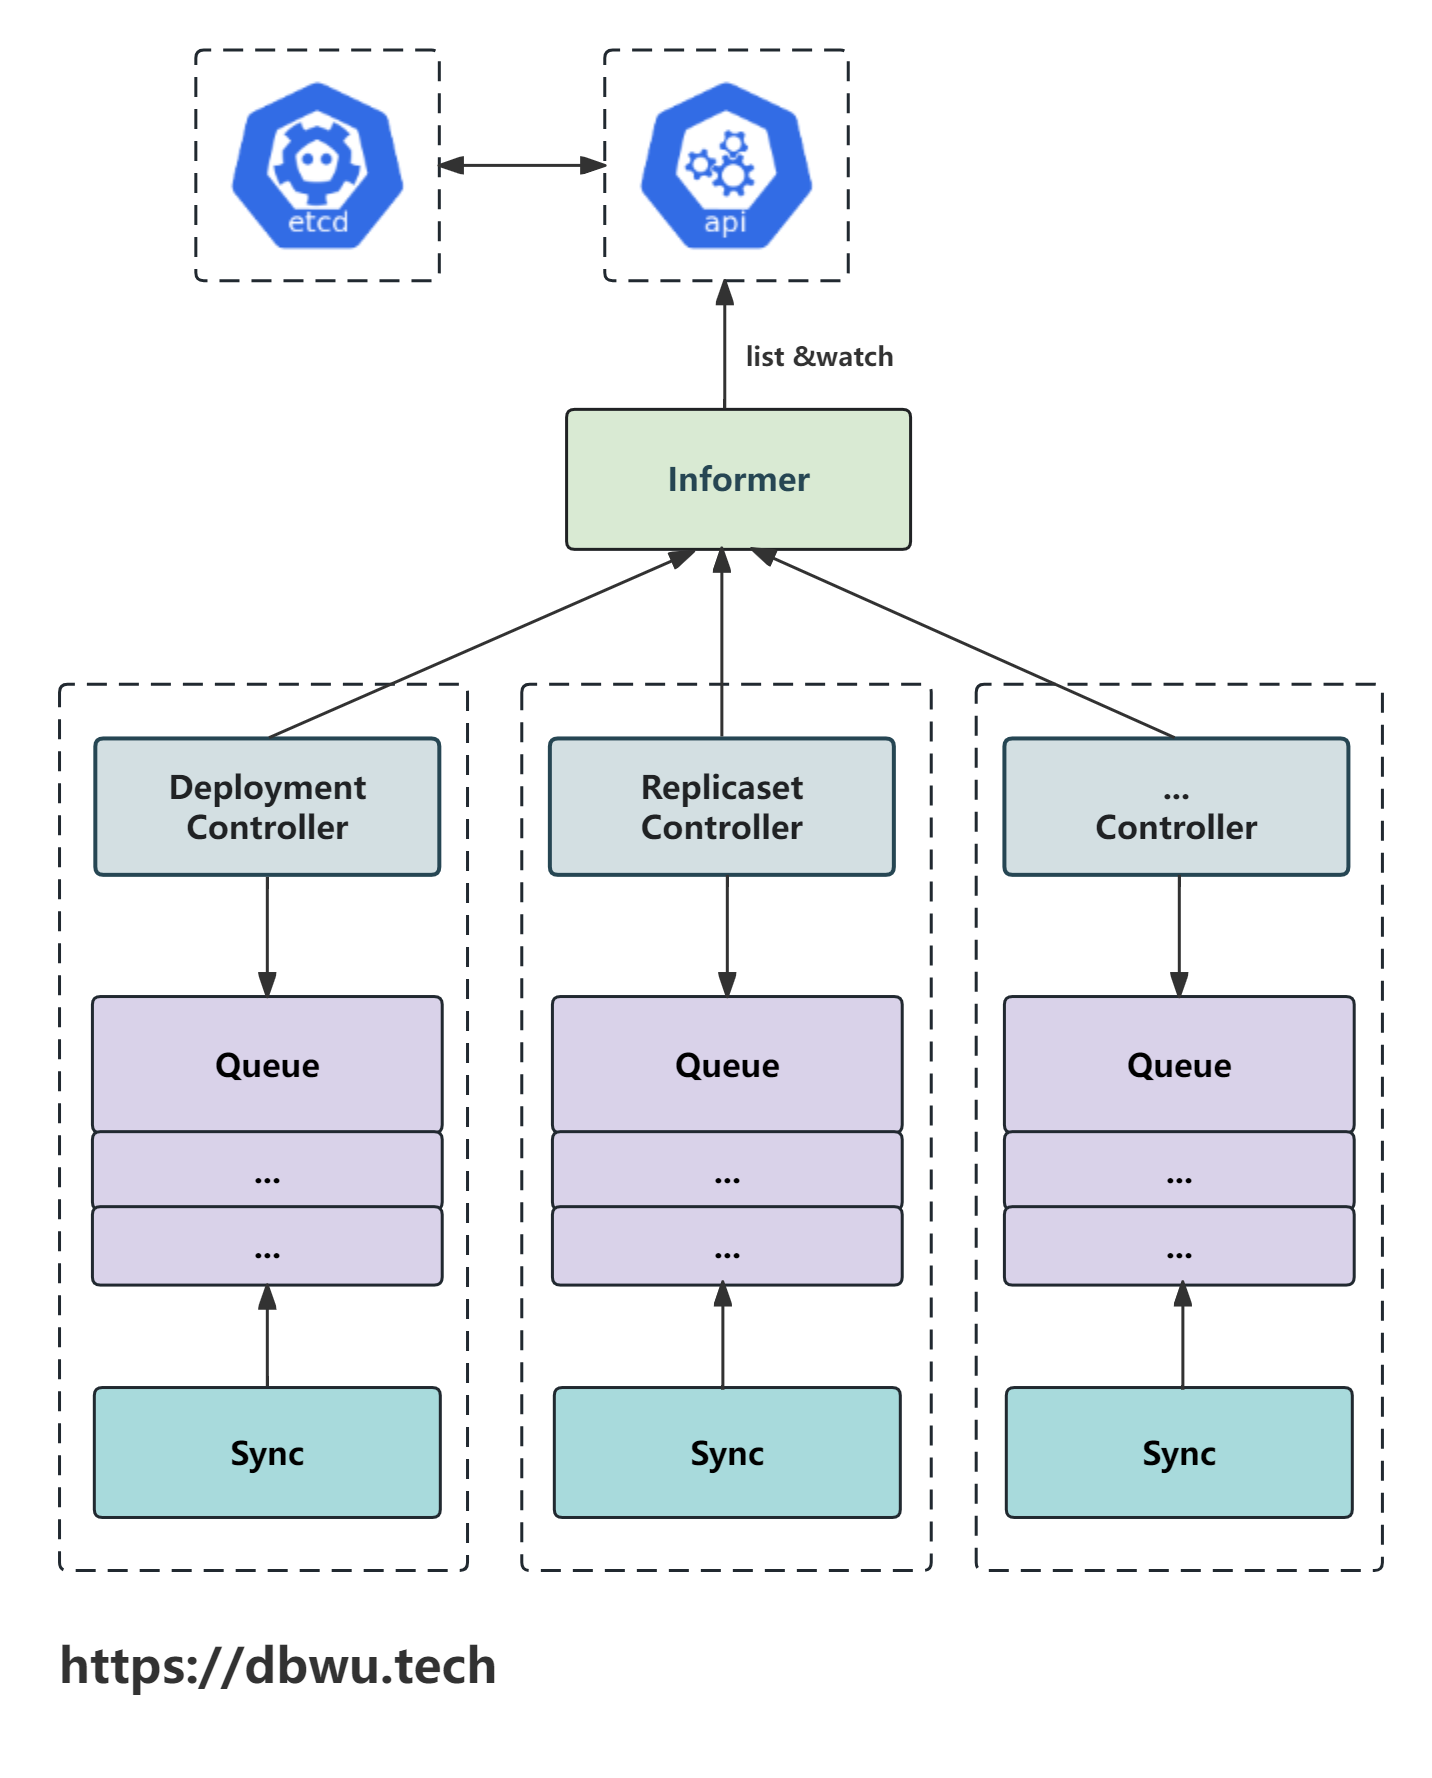 etcd
api
list &watch
Informer
Deployment
Controller
Replicaset
Controller
...
Controller
Queue
Queue
Queue
...
...
...
...
...
...
Sync
Sync
Sync
https://dbwu.tech